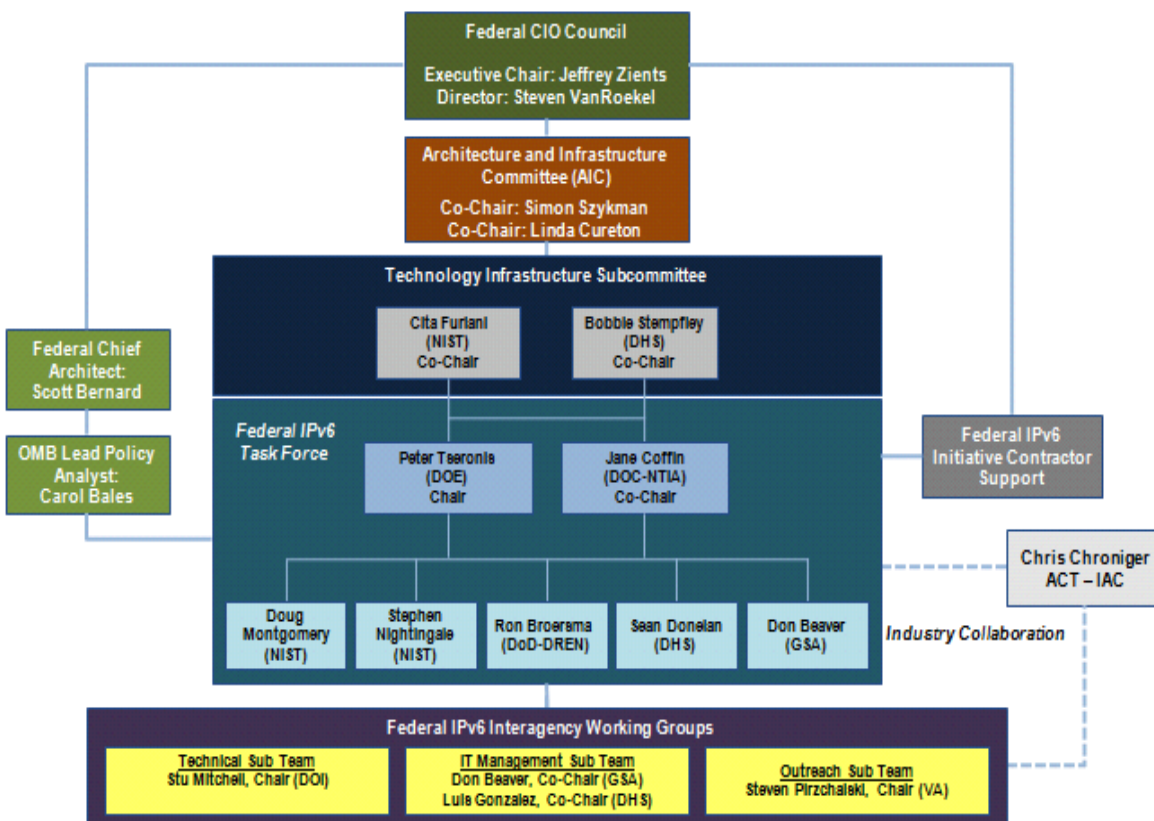 Federal CIO Council
Executive Chair: Jeffrey Zients
Director: Steven VanRoekel
Architecture and Infrastructure
Committee (AIC)
Co-Chair: Simon Szykman
Co-Chair: Linda Cureton
Technology Infrastructure Subcommittee
Cita Furlani
(NIST)
Co-Chair
Bobbie Stempfley
(DHS)
Co-Chair
Federal Chief
Architect:
Scott Bernard
OMB Lead Policy
Analyst:
Carol Bales
Federal IPv6
Task Force
Peter Tseronis
(DOE)
Chair
Jane Coffin
(DOC-NTIA)
Co-Chair
Federal IPv6
Initiative Contractor
Support
Chris Chroniger
ACT – IAC
Industry Collaboration
Doug
Montgomery
(NIST)
Stephen
Nightingale
(NIST)
Ron Broersma
(DoD-DREN)
Sean Donelan
(DHS)
Don Beaver
(GSA)
Federal IPv6 Interagency Working Groups
Technical Sub Team
Stu Mitchell, Chair (DOI)
IT Management Sub Team
Don Beaver, Co-Chair (GSA)
Luis Gonzalez, Co-Chair (DHS)
Outreach Sub Team
Steven Pirzchalski, Chair (VA)